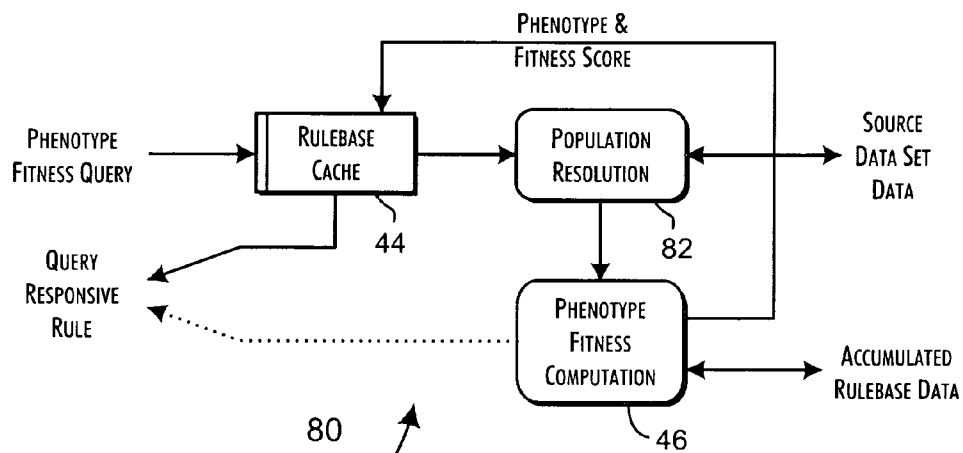 PHENOTYPE &
FITNESS SCORE
PHENOTYPE
FITNESS QUERY
RULEBASE
CACHE
44
POPULATION
RESOLUTION
82
SOURCE
DATA SET
DATA
QUERY
RESPONSIVE
RULE
PHENOTYPE
FITNESS
COMPUTATION
46
ACCUMULATED
RULEBASE DATA
80